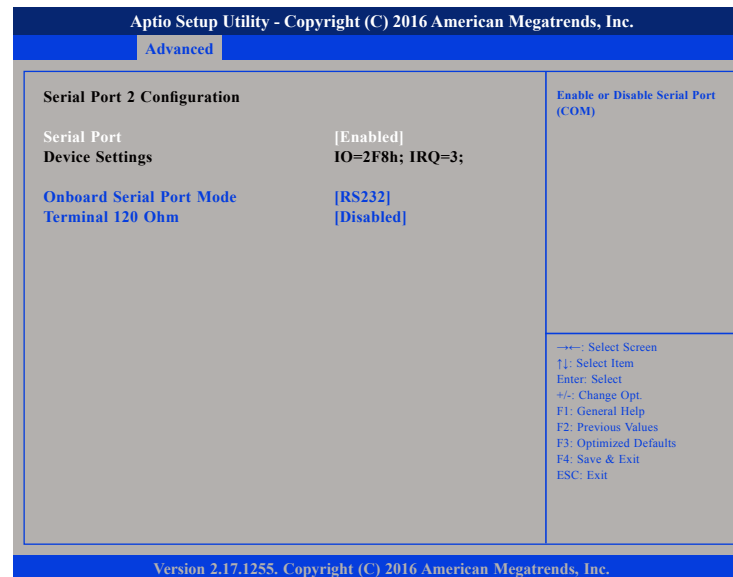 Aptio Setup Utility - Copyright (C) 2016 American Megatrends, Inc.
Advanced
Serial Port 2 Configuration
Serial Port [Enabled]
Device Settings IO=2F8h; IRQ=3;
Onboard Serial Port Mode [RS232]
Terminal 120 Ohm [Disabled]
Enable or Disable Serial Port
(COM)
→←: Select Screen
↑↓: Select Item
Enter: Select
+/-: Change Opt.
F1: General Help
F2: Previous Values
F3: Optimized Defaults
F4: Save & Exit
ESC: Exit
Version 2.17.1255. Copyright (C) 2016 American Megatrends, Inc.